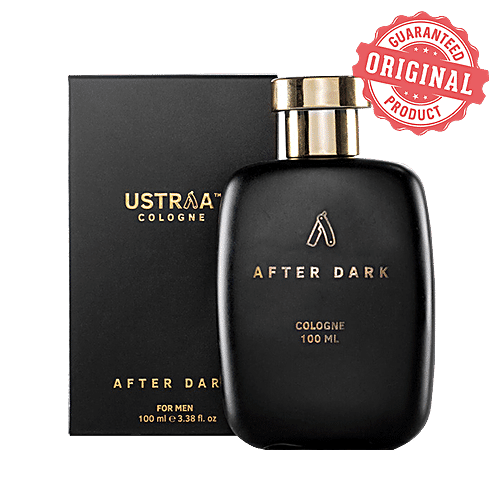 GUARANTEED
ORIGINAL
PRODUCT
USTRAA™
COLOGNE
AFTER DAR
FOR MEN
100 ml ℮ 3.38 fl. oz
AFTER DARK
COLOGNE
100 ML